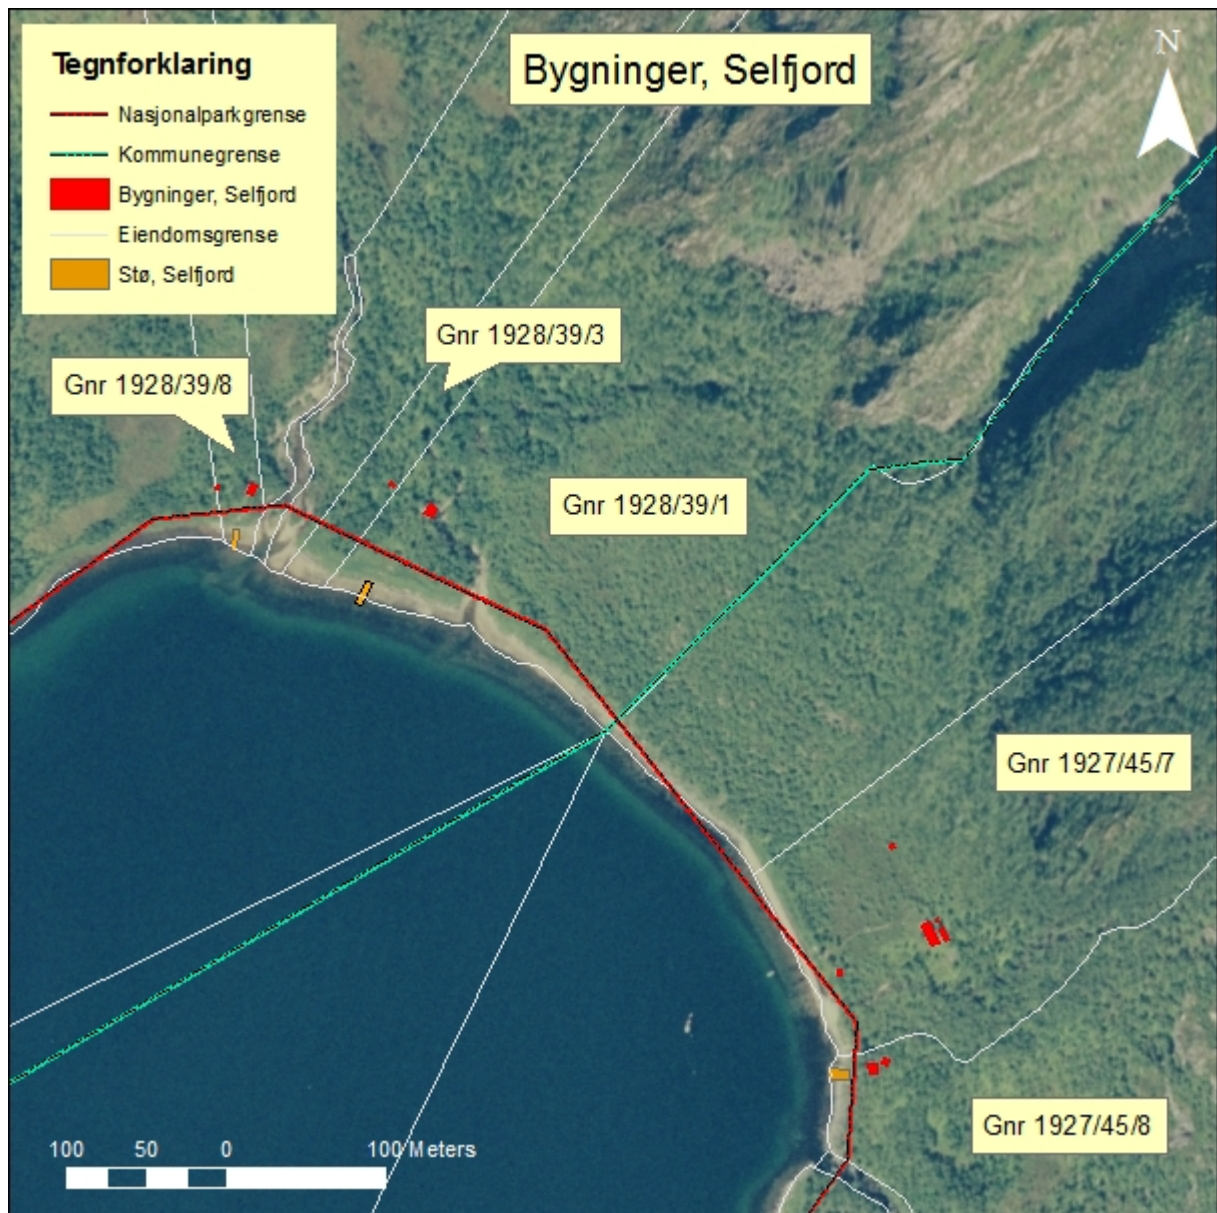 Tegnforklaring
Nasjonalparkgrense
Kommunegrense
Bygninger, Selfjord
Eiendomsgrense
Stø, Selfjord
Bygninger, Selfjord
N
Gnr 1928/39/3
Gnr 1928/39/8
Gnr 1928/39/1
Gnr 1927/45/7
Gnr 1927/45/8
100 50 0 100 Meters